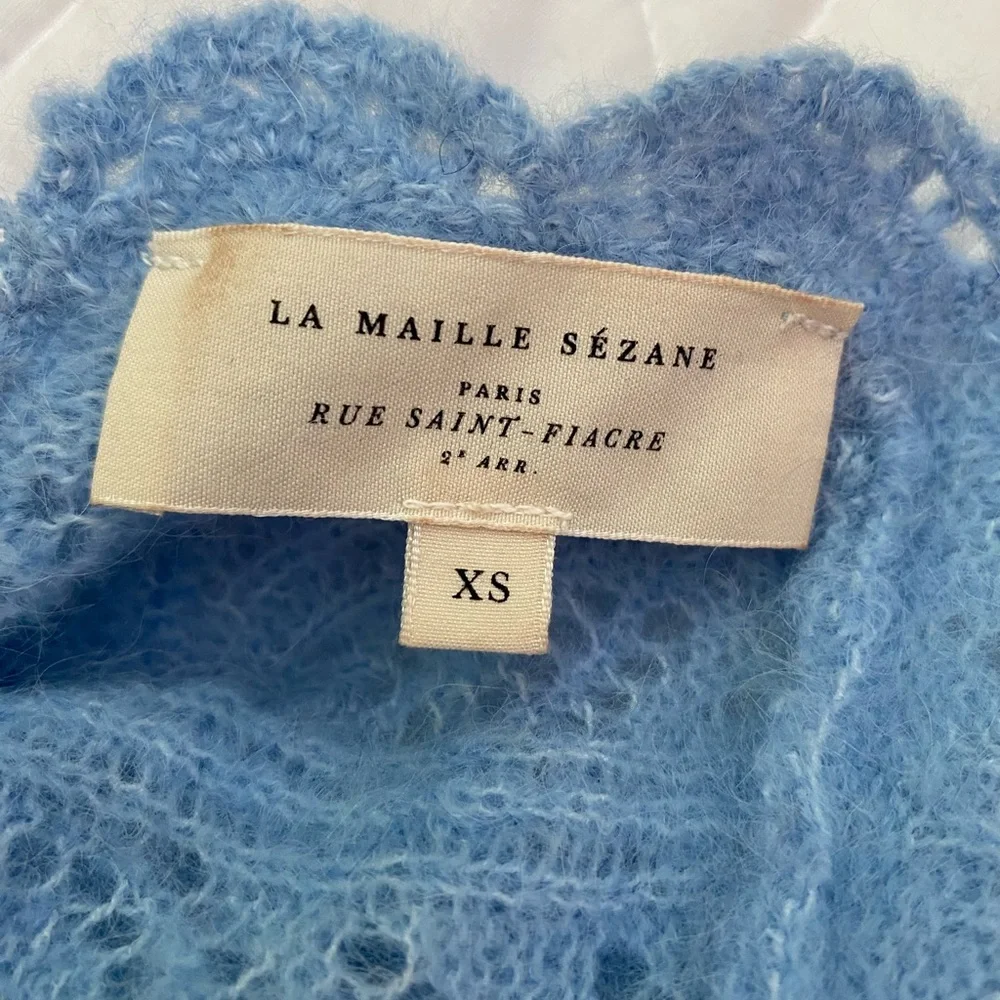 LA MAILLE SÉZANE
PARIS
RUE SAINT-FIACRE
2E ARR.
XS